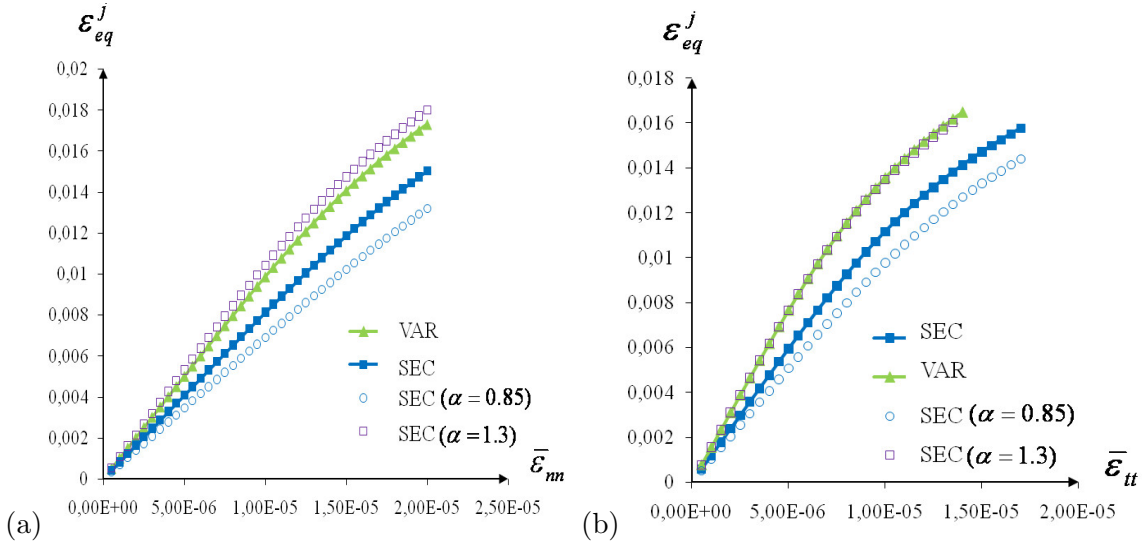 ε_eq^j
0,02
0,018
0,016
0,014
0,012
0,01
0,008
0,006
0,004
0,002
0
VAR
SEC
SEC (α = 0.85)
SEC (α = 1.3)
ε̄_nn
0,00E+00 5,00E-06 1,00E-05 1,50E-05 2,00E-05 2,50E-05
(a)
ε_eq^j
0,018
0,016
0,014
0,012
0,01
0,008
0,006
0,004
0,002
0
SEC
VAR
SEC (α = 0.85)
SEC (α = 1.3)
ε̄_tt
0,00E+00 5,00E-06 1,00E-05 1,50E-05 2,00E-05
(b)